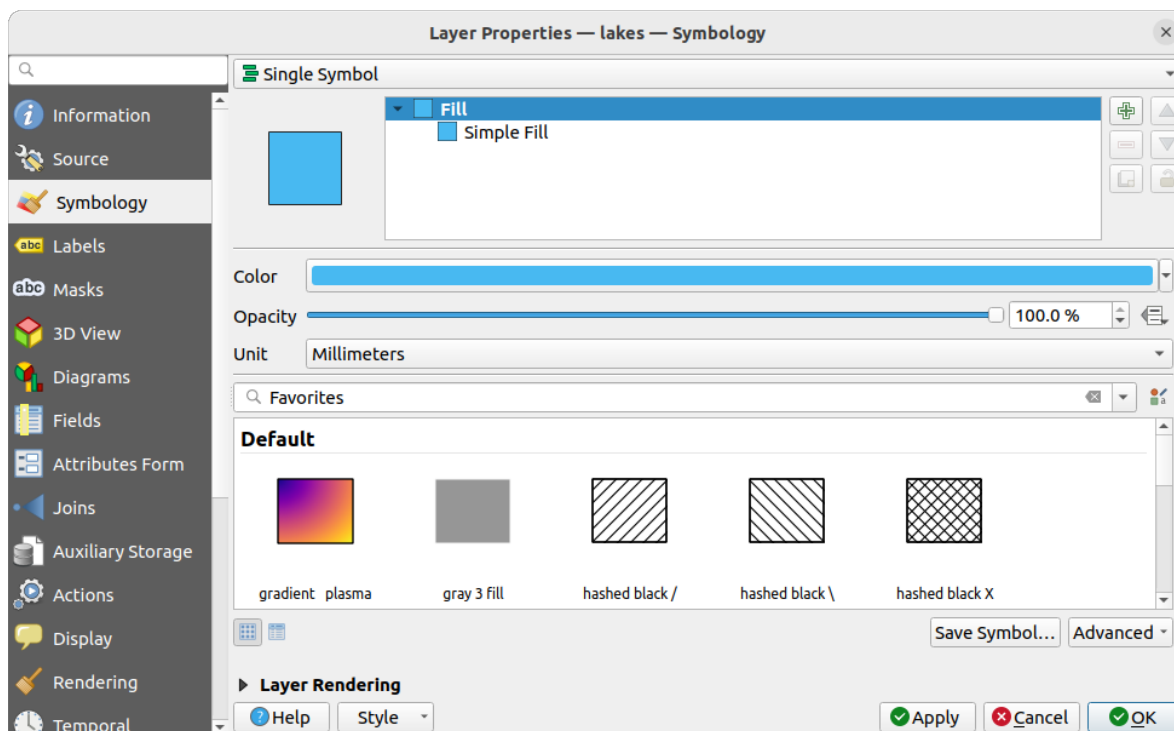 Layer Properties — lakes — Symbology
Single Symbol
Information
Source
Symbology
abc Labels
abc Masks
3D View
Diagrams
Fields
Attributes Form
Joins
Auxiliary Storage
Actions
Display
Rendering
Temporal
Fill
Simple Fill
Color
Opacity 100.0 %
Unit Millimeters
Favorites
Default
gradient plasma gray 3 fill hashed black / hashed black \ hashed black X
Save Symbol... Advanced
Layer Rendering
Help Style Apply Cancel OK